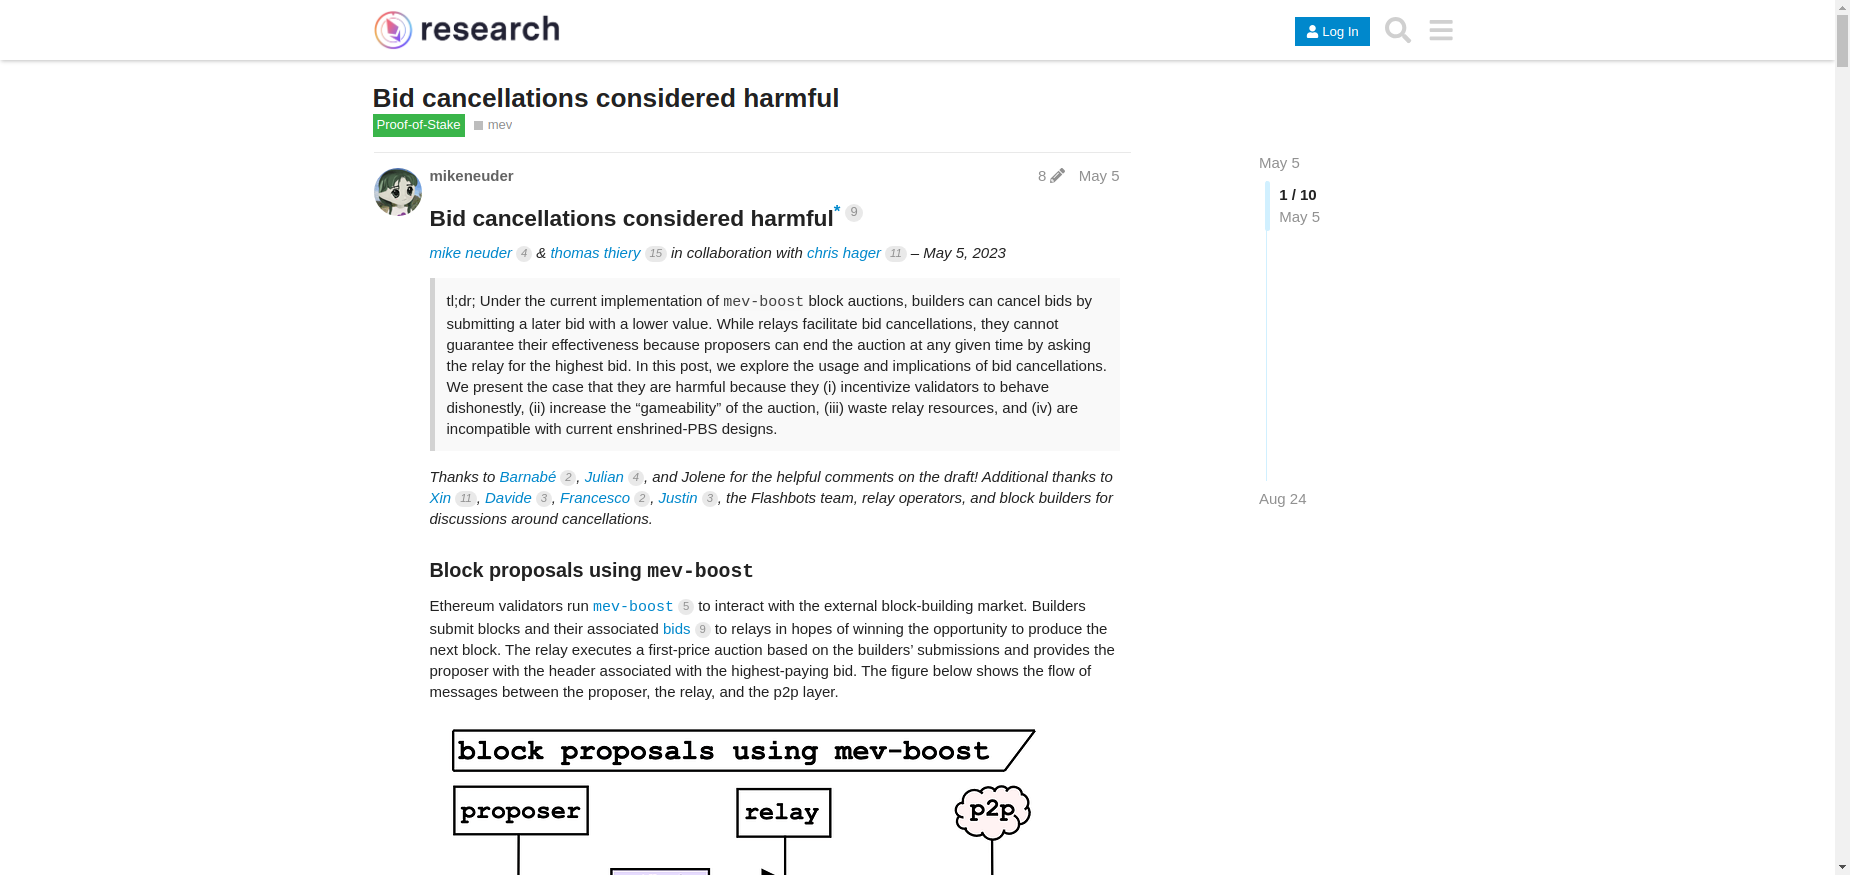 research
Log In
Bid cancellations considered harmful
Proof-of-Stake mev
mikeneuder 8 May 5
Bid cancellations considered harmful* 9
mike neuder 4 & thomas thiery 15 in collaboration with chris hager 11 – May 5, 2023
tl;dr; Under the current implementation of mev-boost block auctions, builders can cancel bids by
submitting a later bid with a lower value. While relays facilitate bid cancellations, they cannot
guarantee their effectiveness because proposers can end the auction at any given time by asking
the relay for the highest bid. In this post, we explore the usage and implications of bid cancellations.
We present the case that they are harmful because they (i) incentivize validators to behave
dishonestly, (ii) increase the “gameability” of the auction, (iii) waste relay resources, and (iv) are
incompatible with current enshrined-PBS designs.
Thanks to Barnabé 2, Julian 4, and Jolene for the helpful comments on the draft! Additional thanks to
Xin 11, Davide 3, Francesco 2, Justin 3, the Flashbots team, relay operators, and block builders for
discussions around cancellations.
Block proposals using mev-boost
Ethereum validators run mev-boost 5 to interact with the external block-building market. Builders
submit blocks and their associated bids 9 to relays in hopes of winning the opportunity to produce the
next block. The relay executes a first-price auction based on the builders’ submissions and provides the
proposer with the header associated with the highest-paying bid. The figure below shows the flow of
messages between the proposer, the relay, and the p2p layer.
block proposals using mev-boost
proposer relay p2p
May 5
1 / 10
May 5
Aug 24